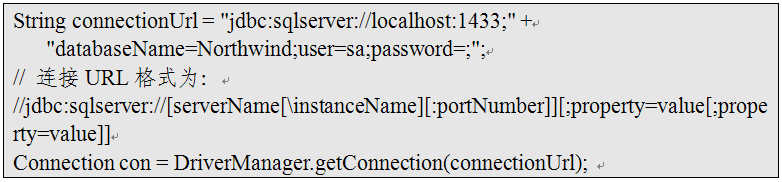 String connectionUrl = "jdbc:sqlserver://localhost:1433;" +
"databaseName=Northwind;user=sa;password=;";
// 连接 URL 格式为：
//jdbc:sqlserver://[serverName[\instanceName][:portNumber]][;property=value[;prope
rty=value]]
Connection con = DriverManager.getConnection(connectionUrl);